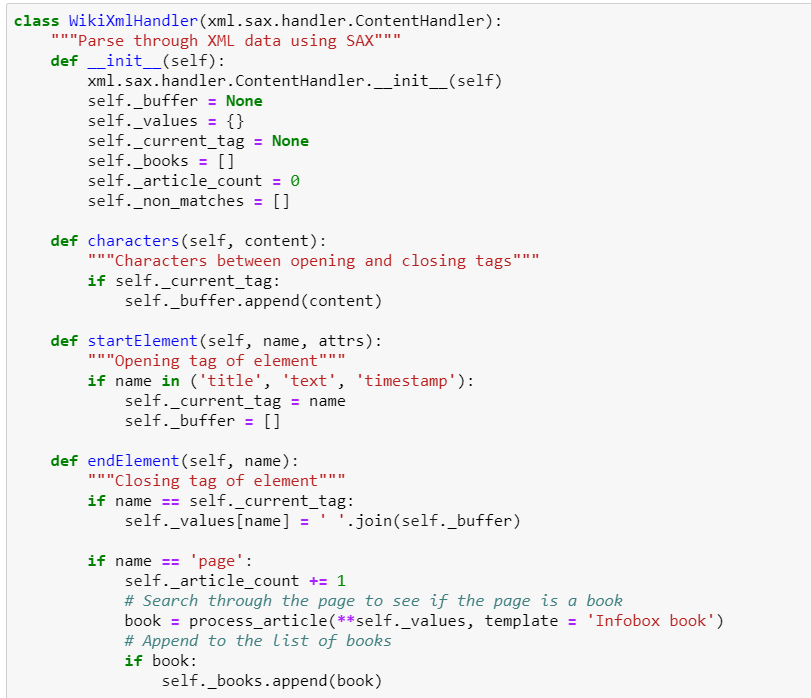 class WikiXmlHandler(xml.sax.handler.ContentHandler):
    """Parse through XML data using SAX"""
    def __init__(self):
        xml.sax.handler.ContentHandler.__init__(self)
        self._buffer = None
        self._values = {}
        self._current_tag = None
        self._books = []
        self._article_count = 0
        self._non_matches = []

    def characters(self, content):
        """Characters between opening and closing tags"""
        if self._current_tag:
            self._buffer.append(content)

    def startElement(self, name, attrs):
        """Opening tag of element"""
        if name in ('title', 'text', 'timestamp'):
            self._current_tag = name
            self._buffer = []

    def endElement(self, name):
        """Closing tag of element"""
        if name == self._current_tag:
            self._values[name] = ' '.join(self._buffer)

        if name == 'page':
            self._article_count += 1
            # Search through the page to see if the page is a book
            book = process_article(**self._values, template = 'Infobox book')
            # Append to the list of books
            if book:
                self._books.append(book)